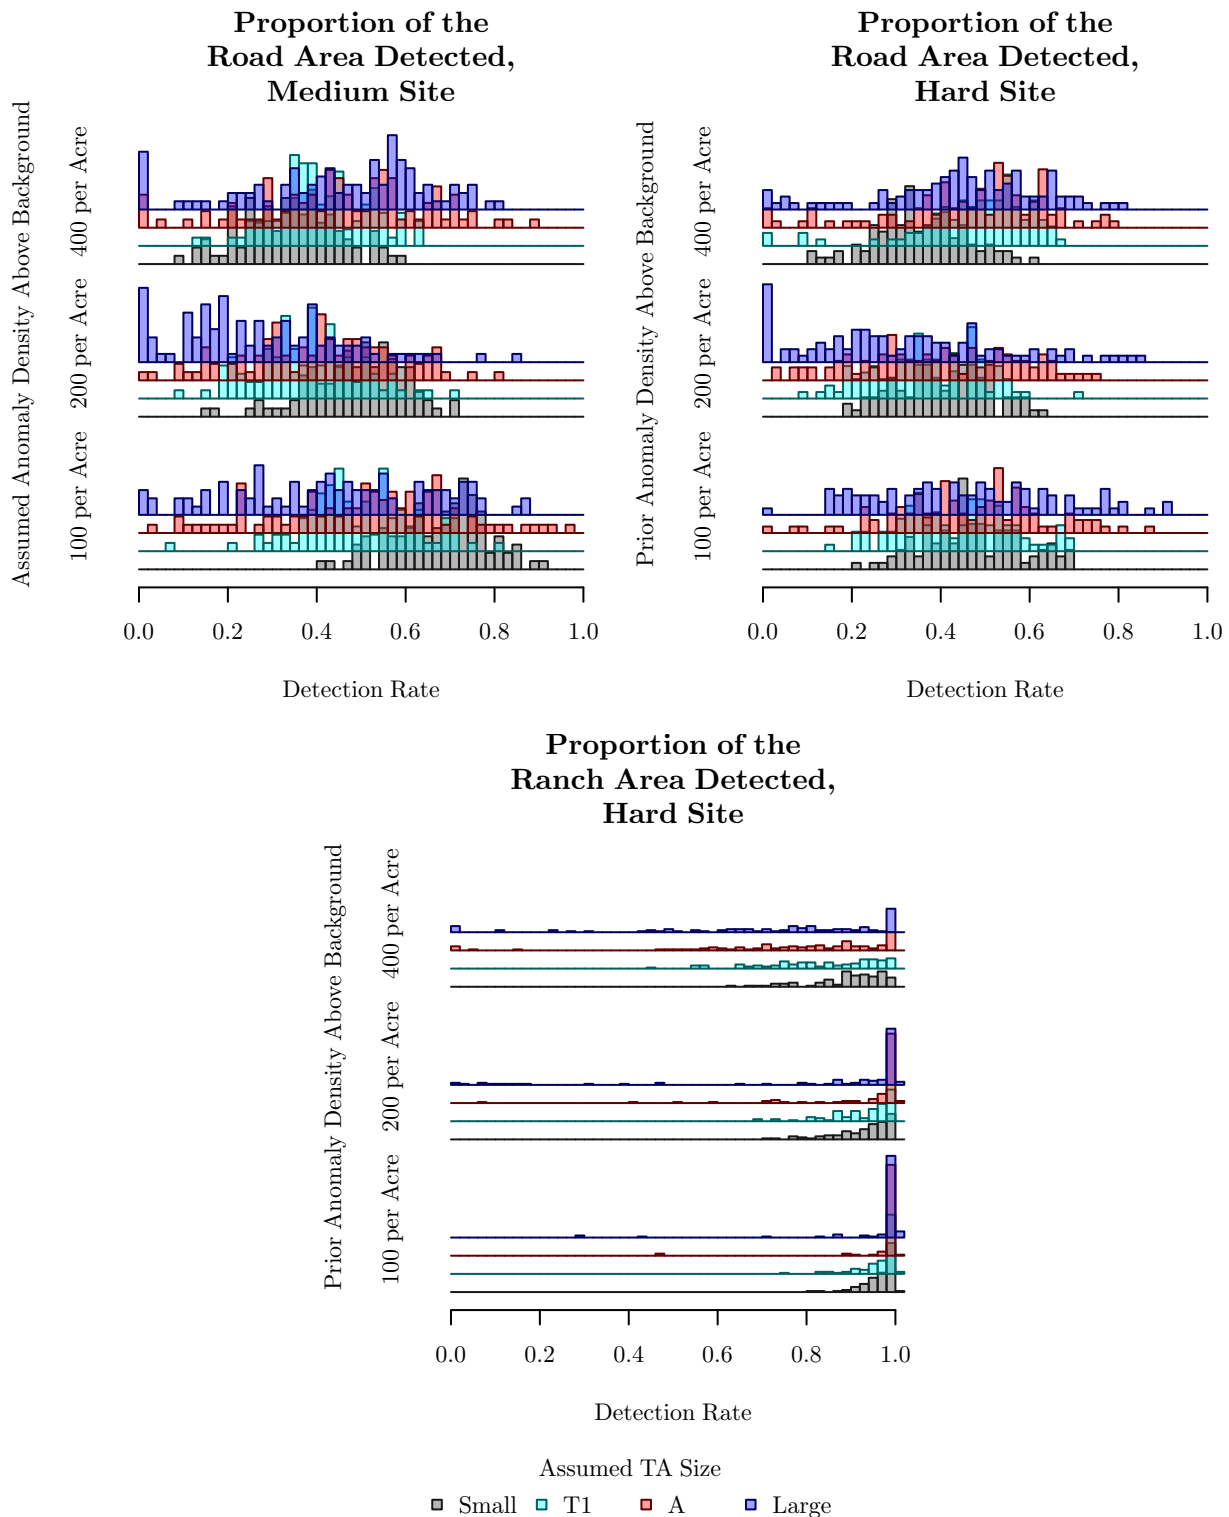 Proportion of the
Road Area Detected,
Medium Site
Assumed Anomaly Density Above Background
400 per Acre
200 per Acre
100 per Acre
0.0 0.2 0.4 0.6 0.8 1.0
Detection Rate
Proportion of the
Road Area Detected,
Hard Site
Prior Anomaly Density Above Background
400 per Acre
200 per Acre
100 per Acre
0.0 0.2 0.4 0.6 0.8 1.0
Detection Rate
Proportion of the
Ranch Area Detected,
Hard Site
Prior Anomaly Density Above Background
400 per Acre
200 per Acre
100 per Acre
0.0 0.2 0.4 0.6 0.8 1.0
Detection Rate
Assumed TA Size
Small T1 A Large